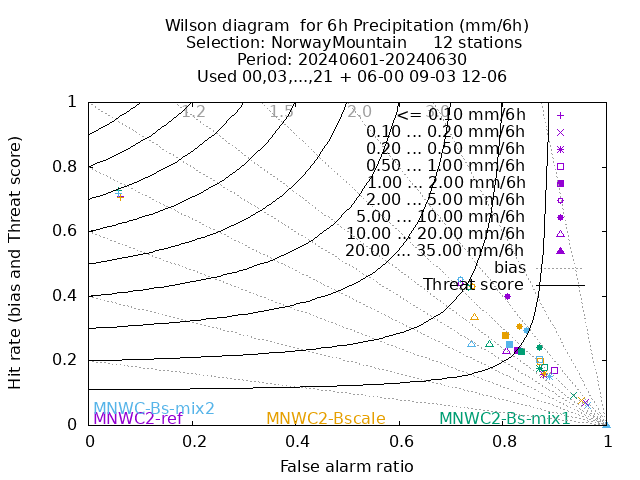 Wilson diagram  for 6h Precipitation (mm/6h)
Selection: NorwayMountain     12 stations
Period: 20240601-20240630
Used 00,03,...,21 + 06-00 09-03 12-06
1.2 1.5 2.0 3.0
<= 0.10 mm/6h
0.10 ... 0.20 mm/6h
0.20 ... 0.50 mm/6h
0.50 ... 1.00 mm/6h
1.00 ... 2.00 mm/6h
2.00 ... 5.00 mm/6h
5.00 ... 10.00 mm/6h
10.00 ... 20.00 mm/6h
20.00 ... 35.00 mm/6h
bias
Threat score
1
0.8
0.6
0.4
0.2
0
Hit rate (bias and Threat score)
MNWC-Bs-mix2
MNWC2-ref MNWC2-Bscale MNWC2-Bs-mix1
0 0.2 0.4 0.6 0.8 1
False alarm ratio